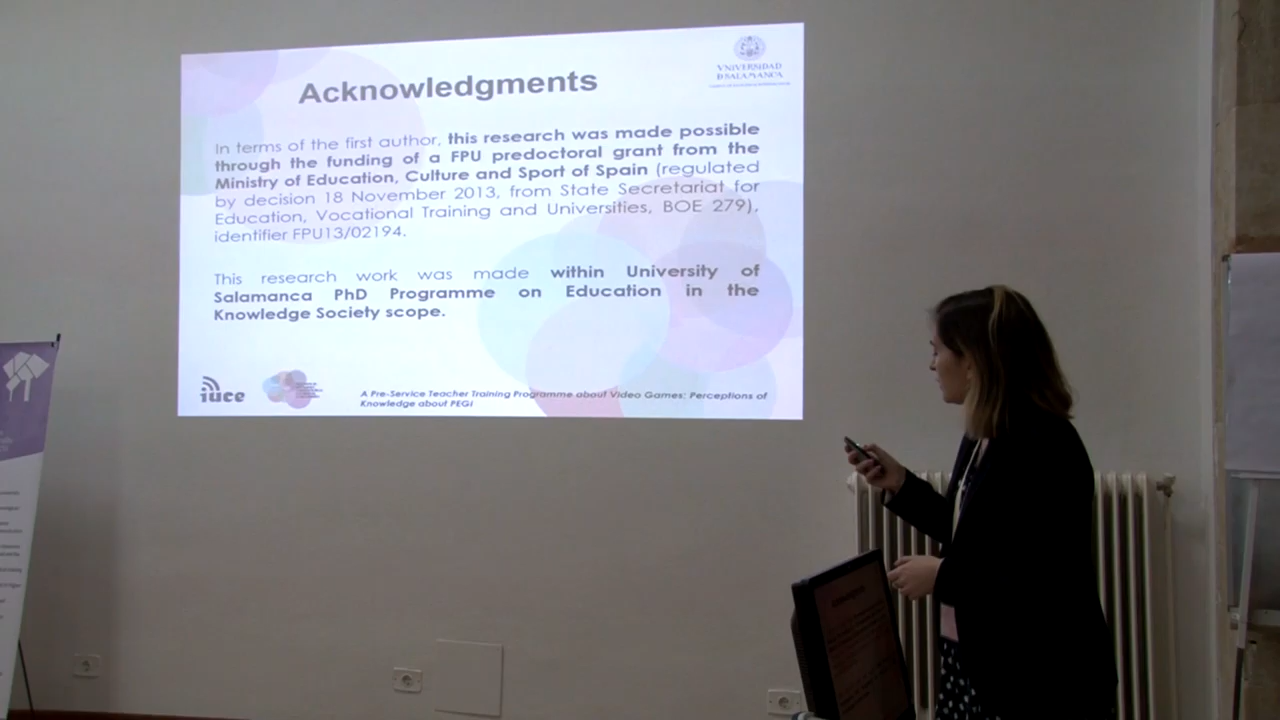 Acknowledgments
VNiVERSiDAD
D SALAMANCA
In terms of the first author, this research was made possible
through the funding of a FPU predoctoral grant from the
Ministry of Education, Culture and Sport of Spain (regulated
by decision 18 November 2013, from State Secretariat for
Education, Vocational Training and Universities, BOE 279),
identifier FPU13/02194.
This research work was made within University of
Salamanca PhD Programme on Education in the
Knowledge Society scope.
iuce
A Pre-Service Teacher Training Programme about Video Games: Perceptions of
Knowledge about PEGI